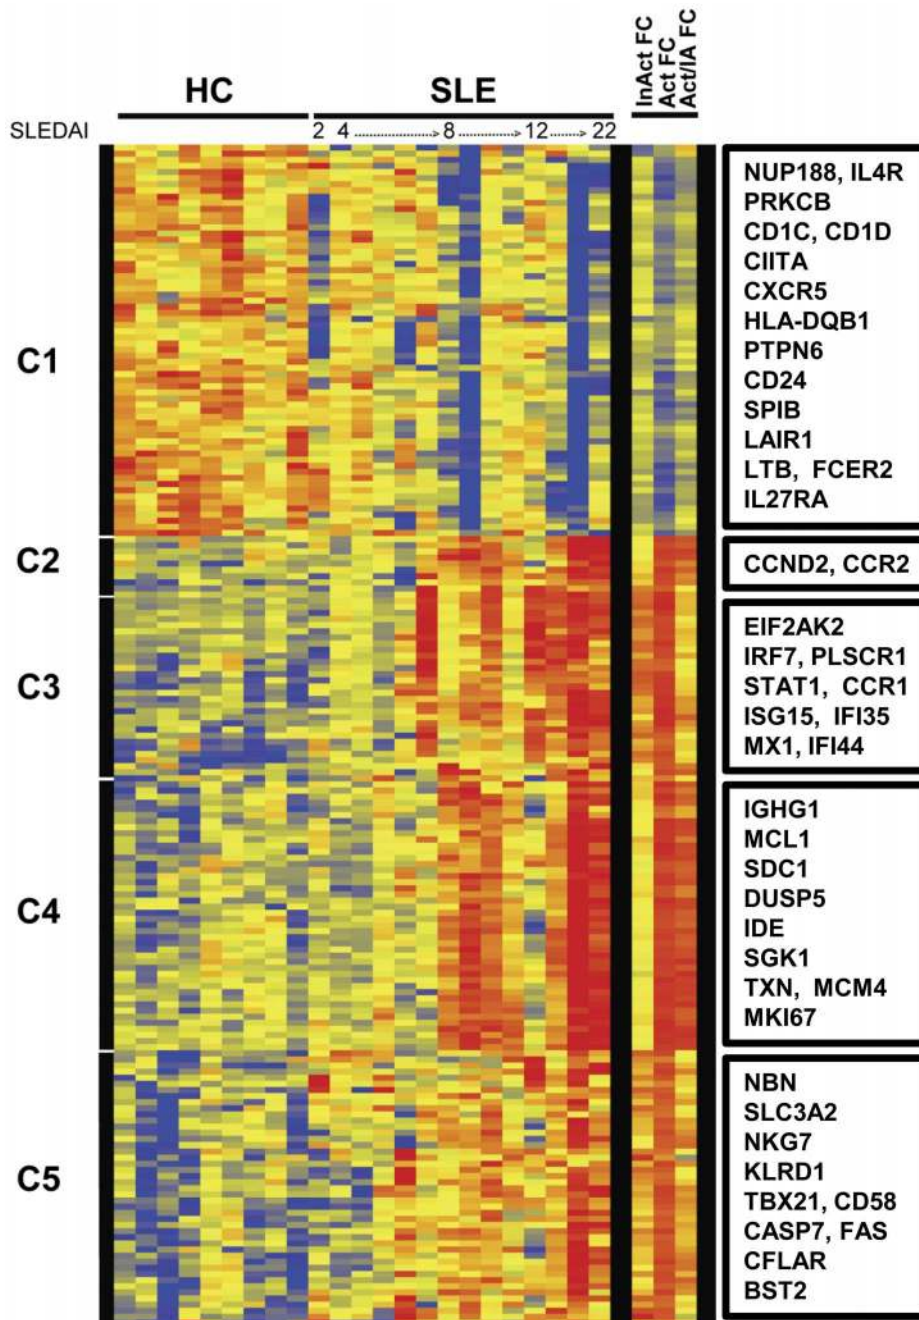 HC
SLE
InAct FC
Act FC
Act/IA FC
SLEDAI
2 4 8 12 22
C1
NUP188, IL4R
PRKCB
CD1C, CD1D
CIITA
CXCR5
HLA-DQB1
PTPN6
CD24
SPIB
LAIR1
LTB, FCER2
IL27RA
C2
CCND2, CCR2
C3
EIF2AK2
IRF7, PLSCR1
STAT1, CCR1
ISG15, IFI35
MX1, IFI44
C4
IGHG1
MCL1
SDC1
DUSP5
IDE
SGK1
TXN, MCM4
MKI67
C5
NBN
SLC3A2
NKG7
KLRD1
TBX21, CD58
CASP7, FAS
CFLAR
BST2